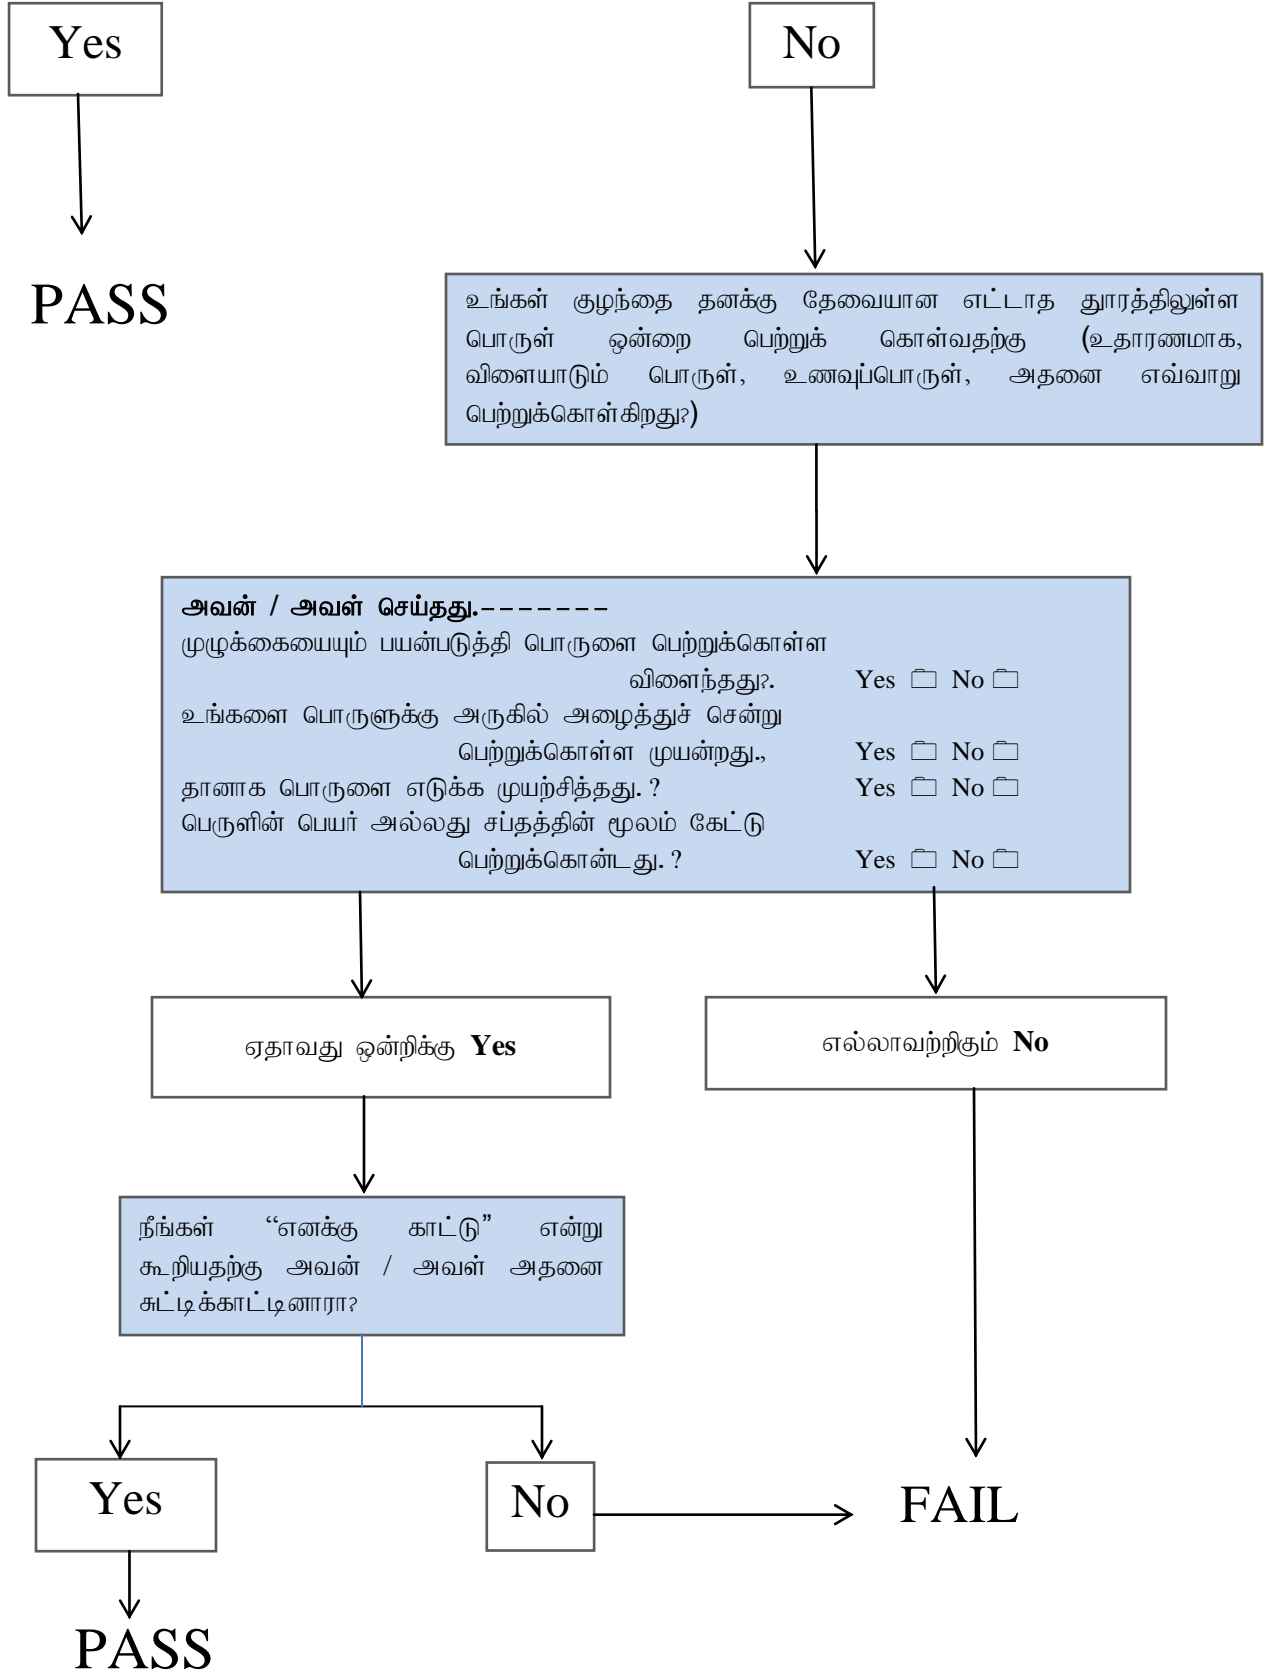 Yes
No
PASS
உங்கள் குழந்தை தனக்கு தேவையான எட்டாத துாரத்திலுள்ள
பொருள் ஒன்றை பெற்றுக் கொள்வதற்கு (உதாரணமாக,
விளையாடும் பொருள், உணவுப்பொருள், அதனை எவ்வாறு
பெற்றுக்கொள்கிறது?)
அவன் / அவள் செய்தது.-------
முழுக்கையையும் பயன்படுத்தி பொருளை பெற்றுக்கொள்ள
விளைந்தது?. Yes □ No □
உங்களை பொருளுக்கு அருகில் அழைத்துச் சென்று
பெற்றுக்கொள்ள முயன்றது., Yes □ No □
தானாக பொருளை எடுக்க முயற்சித்தது. ? Yes □ No □
பெருளின் பெயர் அல்லது சப்தத்தின் மூலம் கேட்டு
பெற்றுக்கொன்டது. ? Yes □ No □
ஏதாவது ஒன்றிக்கு Yes
எல்லாவற்றிகும் No
நீங்கள் “எனக்கு காட்டு” என்று
கூறியதற்கு அவன் / அவள் அதனை
சுட்டிக்காட்டினாரா?
Yes
No
FAIL
PASS